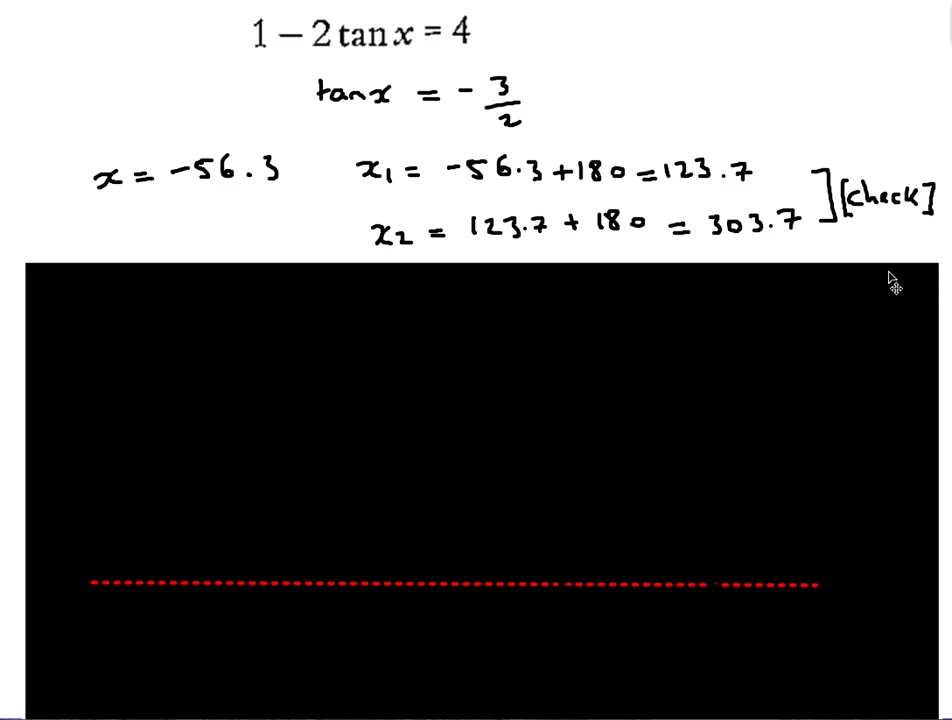 1 − 2 tan x = 4
tanx = - 3/2
x = -56.3 x1 = -56.3 +180 = 123.7
x2 = 123.7 + 180 = 303.7 ] [check]